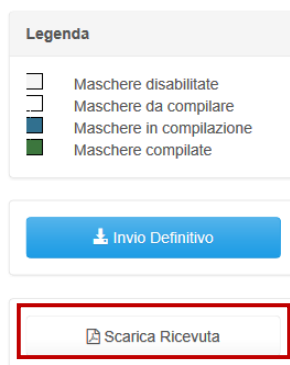 Legenda
Maschere disabilitate
Maschere da compilare
Maschere in compilazione
Maschere compilate
Invio Definitivo
Scarica Ricevuta